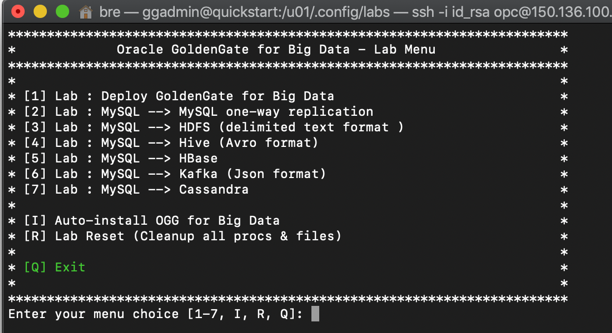 bre — ggadmin@quickstart:/u01/.config/labs — ssh -i id_rsa opc@150.136.100.
************************************************************************
* Oracle GoldenGate for Big Data - Lab Menu *
************************************************************************
* *
* [1] Lab : Deploy GoldenGate for Big Data *
* [2] Lab : MySQL --> MySQL one-way replication *
* [3] Lab : MySQL --> HDFS (delimited text format ) *
* [4] Lab : MySQL --> Hive (Avro format) *
* [5] Lab : MySQL --> HBase *
* [6] Lab : MySQL --> Kafka (Json format) *
* [7] Lab : MySQL --> Cassandra *
* *
* [I] Auto-install OGG for Big Data *
* [R] Lab Reset (Cleanup all procs & files) *
* *
* [Q] Exit *
* *
************************************************************************
Enter your menu choice [1-7, I, R, Q]: